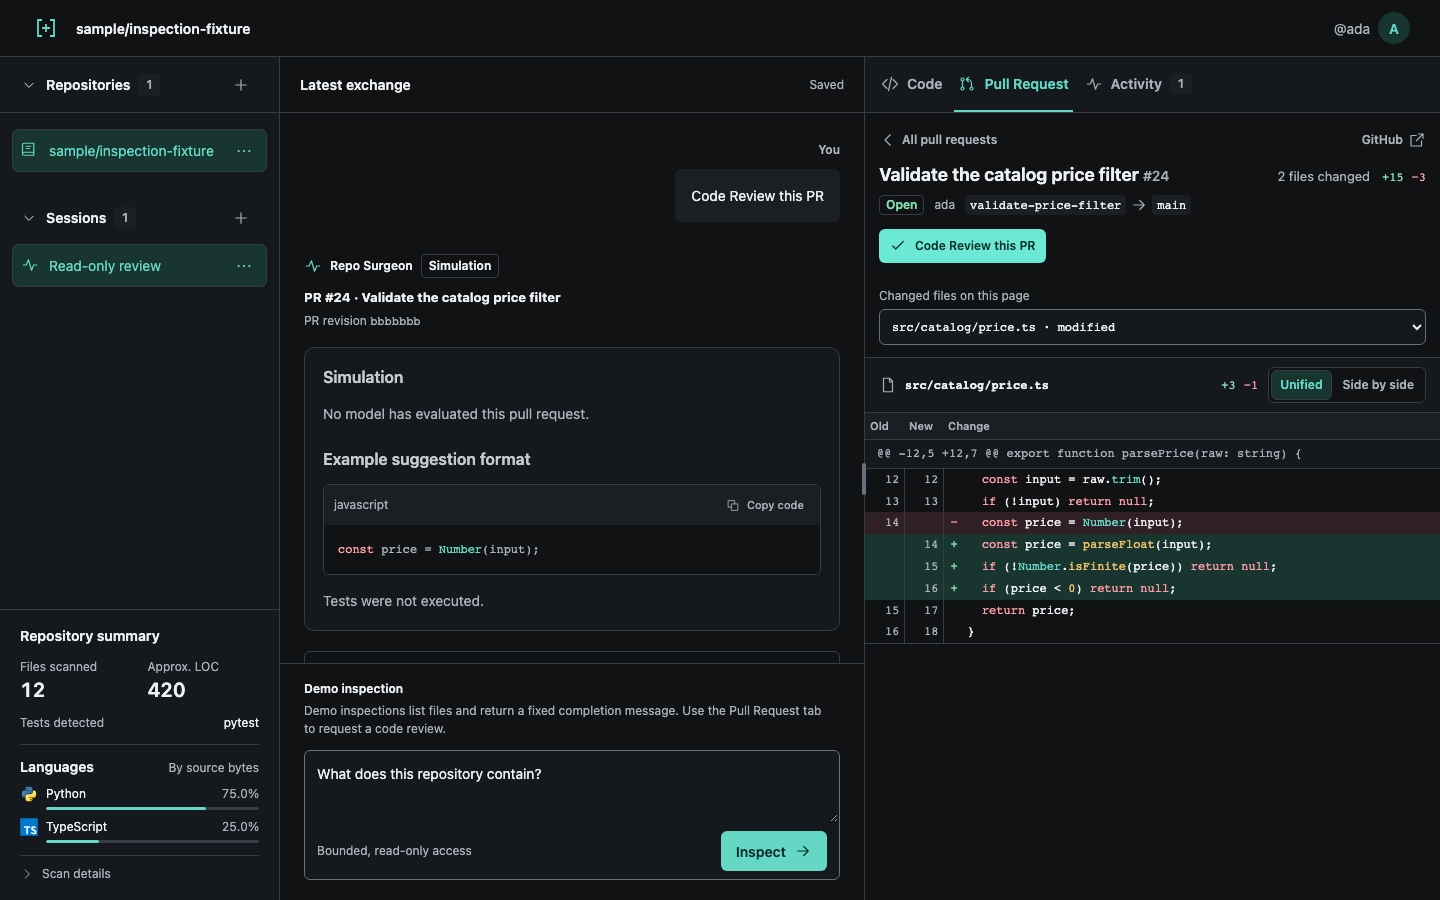 [+] sample/inspection-fixture
@ada A
Repositories 1
sample/inspection-fixture ...
Sessions 1
Read-only review ...
Repository summary
Files scanned Approx. LOC
12 420
Tests detected pytest
Languages By source bytes
Python 75.0%
TS TypeScript 25.0%
Scan details
Latest exchange Saved
You
Code Review this PR
Repo Surgeon Simulation
PR #24 · Validate the catalog price filter
PR revision bbbbbbb
Simulation
No model has evaluated this pull request.
Example suggestion format
javascript Copy code
const price = Number(input);
Tests were not executed.
Demo inspection
Demo inspections list files and return a fixed completion message. Use the Pull Request tab
to request a code review.
What does this repository contain?
Bounded, read-only access Inspect →
</> Code Pull Request Activity 1
All pull requests GitHub
Validate the catalog price filter #24 2 files changed +15 −3
Open ada validate-price-filter → main
Code Review this PR
Changed files on this page
src/catalog/price.ts · modified
src/catalog/price.ts +3 −1 Unified Side by side
Old New Change
@@ −12,5 +12,7 @@ export function parsePrice(raw: string) {
12 12 const input = raw.trim();
13 13 if (!input) return null;
14 − const price = Number(input);
14 + const price = parseFloat(input);
15 + if (!Number.isFinite(price)) return null;
16 + if (price < 0) return null;
15 17 return price;
16 18 }